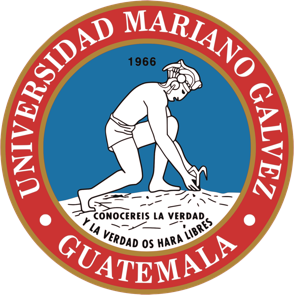 UNIVERSIDAD MARIANO GALVEZ
1966
CONOCEREIS LA VERDAD
Y LA VERDAD OS HARA LIBRES
GUATEMALA